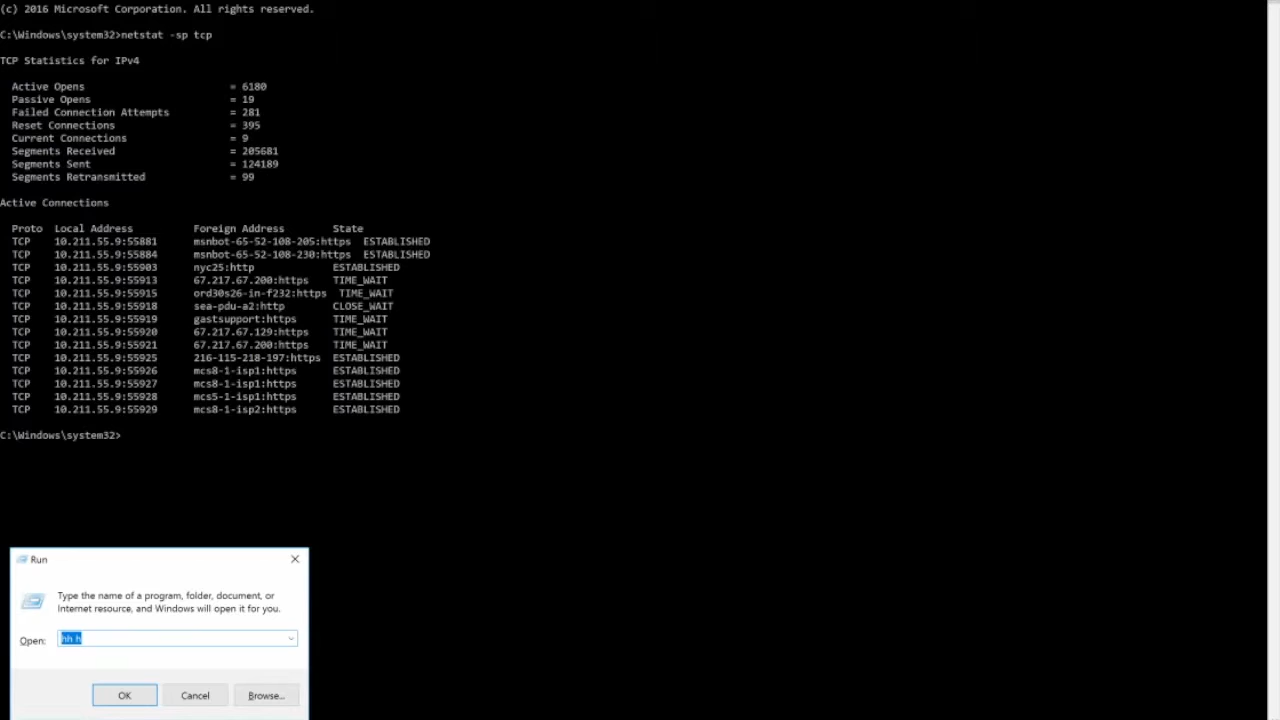 (c) 2016 Microsoft Corporation. All rights reserved.
C:\Windows\system32>netstat -sp tcp
TCP Statistics for IPv4
Active Opens = 6180
Passive Opens = 19
Failed Connection Attempts = 281
Reset Connections = 395
Current Connections = 9
Segments Received = 205681
Segments Sent = 124189
Segments Retransmitted = 99
Active Connections
Proto Local Address Foreign Address State
TCP 10.211.55.9:55881 msnbot-65-52-108-205:https ESTABLISHED
TCP 10.211.55.9:55884 msnbot-65-52-108-230:https ESTABLISHED
TCP 10.211.55.9:55903 nyc25:http ESTABLISHED
TCP 10.211.55.9:55913 67.217.67.200:https TIME_WAIT
TCP 10.211.55.9:55915 ord30s26-in-f232:https TIME_WAIT
TCP 10.211.55.9:55918 sea-pdu-a2:http CLOSE_WAIT
TCP 10.211.55.9:55919 gastsupport:https TIME_WAIT
TCP 10.211.55.9:55920 67.217.67.129:https TIME_WAIT
TCP 10.211.55.9:55921 67.217.67.200:https TIME_WAIT
TCP 10.211.55.9:55925 216-115-218-197:https ESTABLISHED
TCP 10.211.55.9:55926 mcs8-1-isp1:https ESTABLISHED
TCP 10.211.55.9:55927 mcs8-1-isp1:https ESTABLISHED
TCP 10.211.55.9:55928 mcs5-1-isp1:https ESTABLISHED
TCP 10.211.55.9:55929 mcs8-1-isp2:https ESTABLISHED
C:\Windows\system32>
Run
Type the name of a program, folder, document, or
Internet resource, and Windows will open it for you.
Open: hh h
OK Cancel Browse...